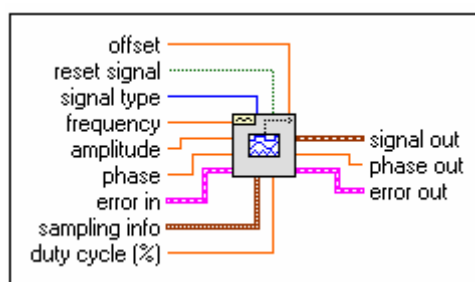 offset
reset signal
signal type
frequency
amplitude
phase
error in
sampling info
duty cycle (%)
signal out
phase out
error out